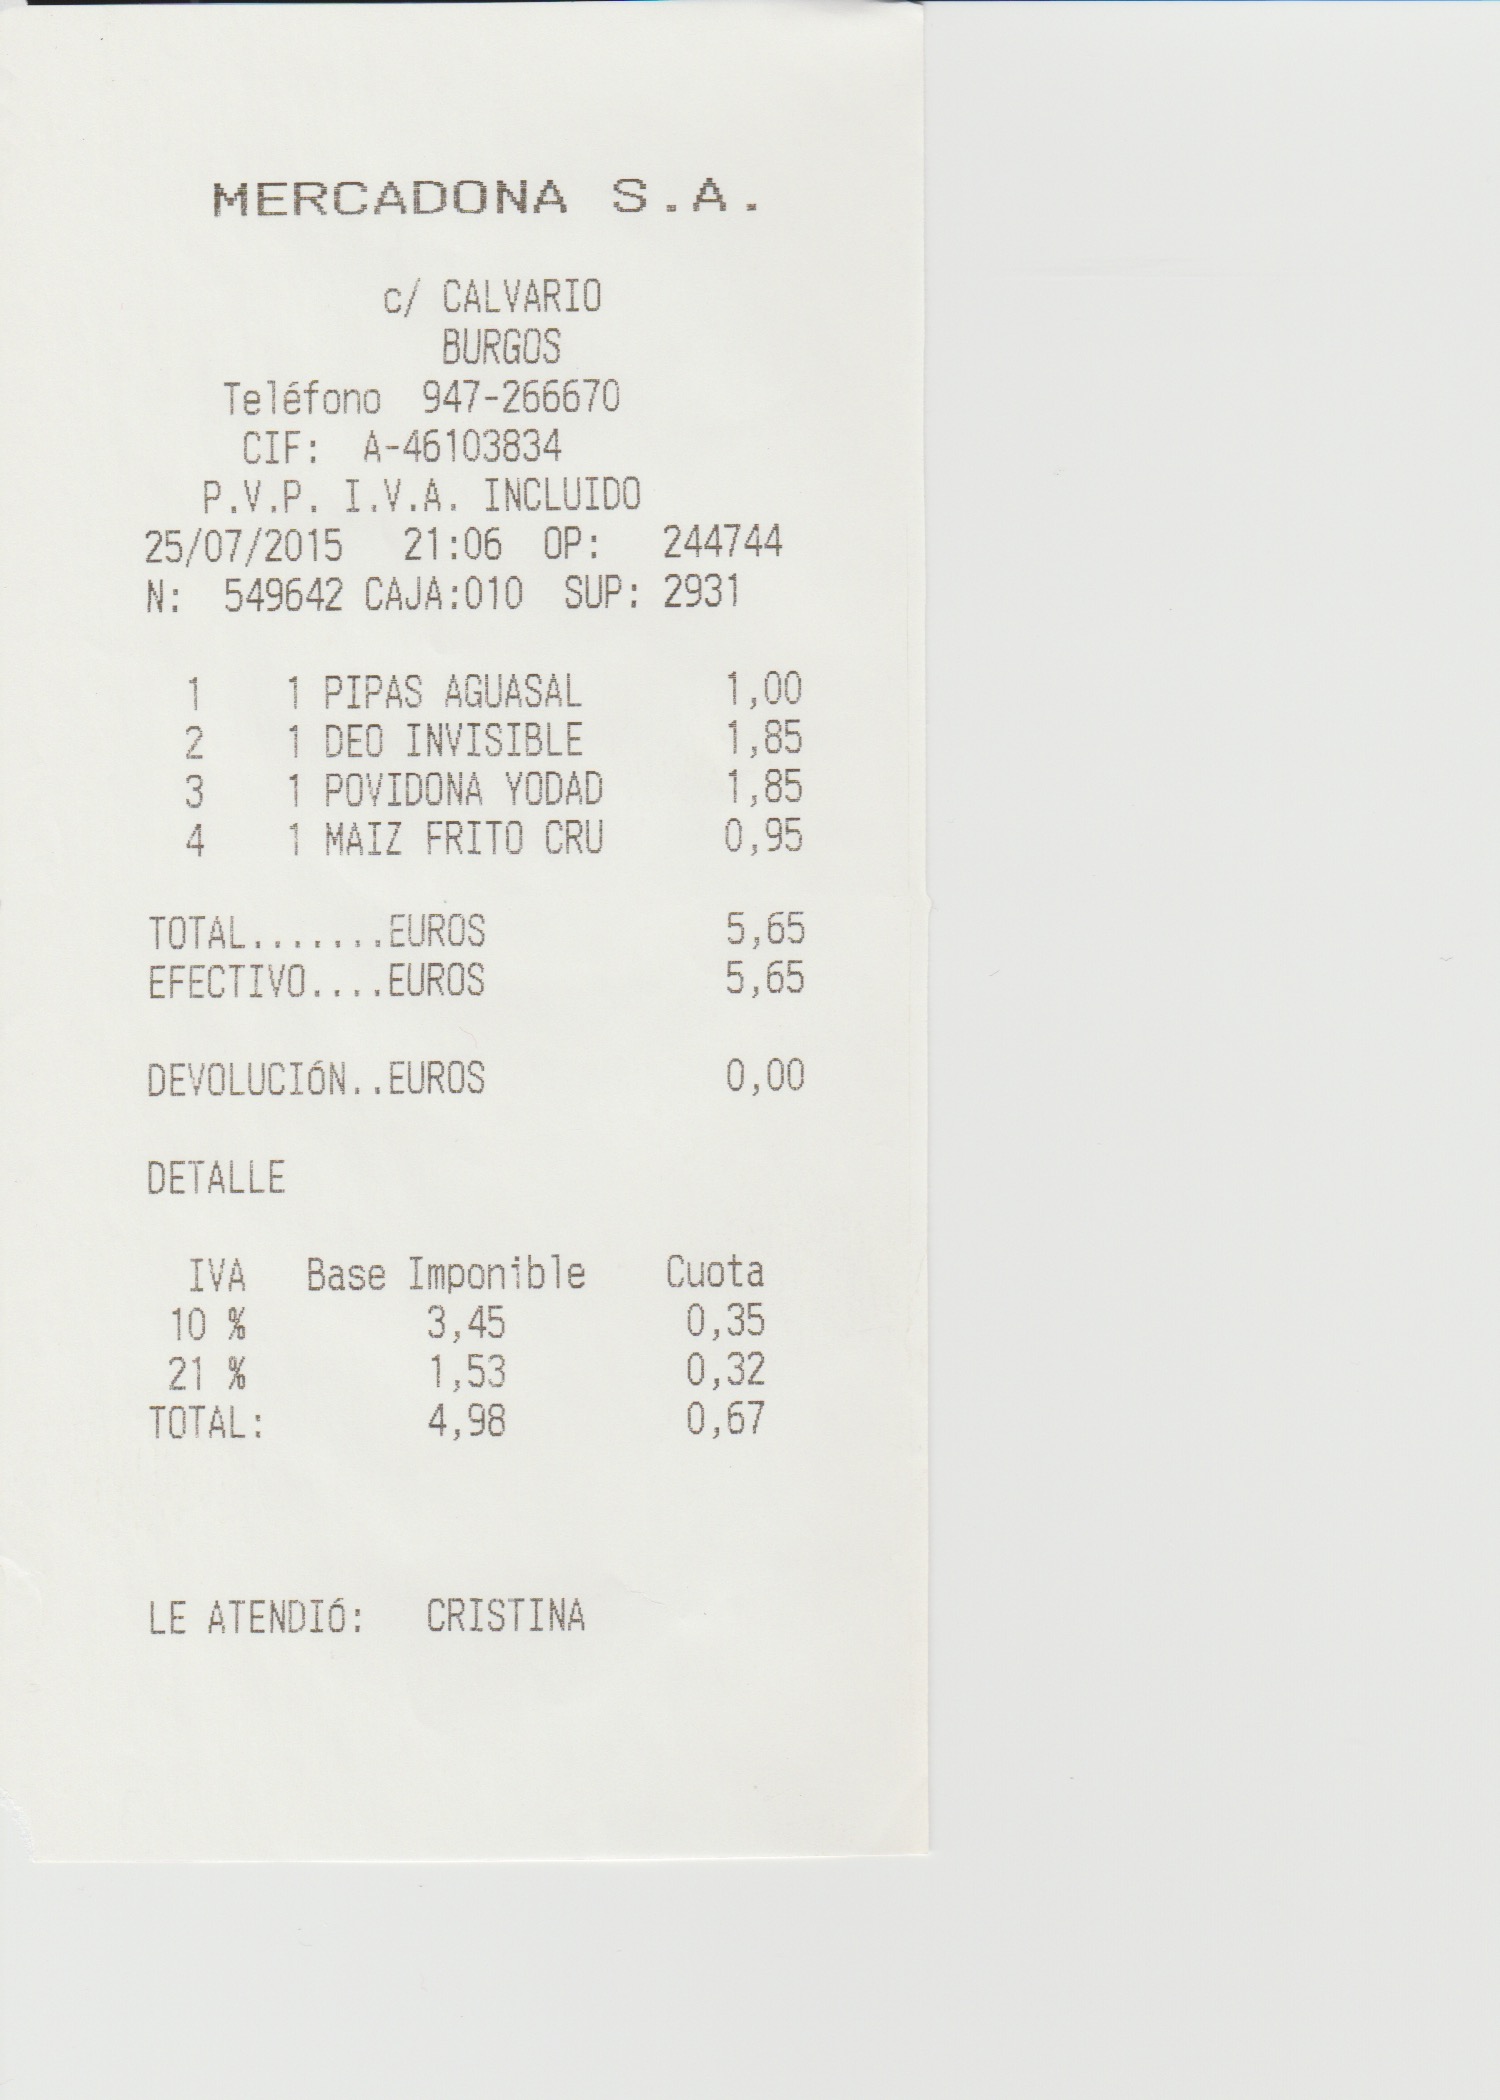 MERCADONA S.A.
c/ CALVARIO
BURGOS
Teléfono 947-266670
CIF: A-46103834
P.V.P. I.V.A. INCLUIDO
25/07/2015 21:06 OP: 244744
N: 549642 CAJA:010 SUP: 2931
1 1 PIPAS AGUASAL 1,00
2 1 DEO INVISIBLE 1,85
3 1 POVIDONA YODAD 1,85
4 1 MAIZ FRITO CRU 0,95
TOTAL.......EUROS 5,65
EFECTIVO....EUROS 5,65
DEVOLUCIóN..EUROS 0,00
DETALLE
IVA Base Imponible Cuota
10 % 3,45 0,35
21 % 1,53 0,32
TOTAL: 4,98 0,67
LE ATENDIó: CRISTINA